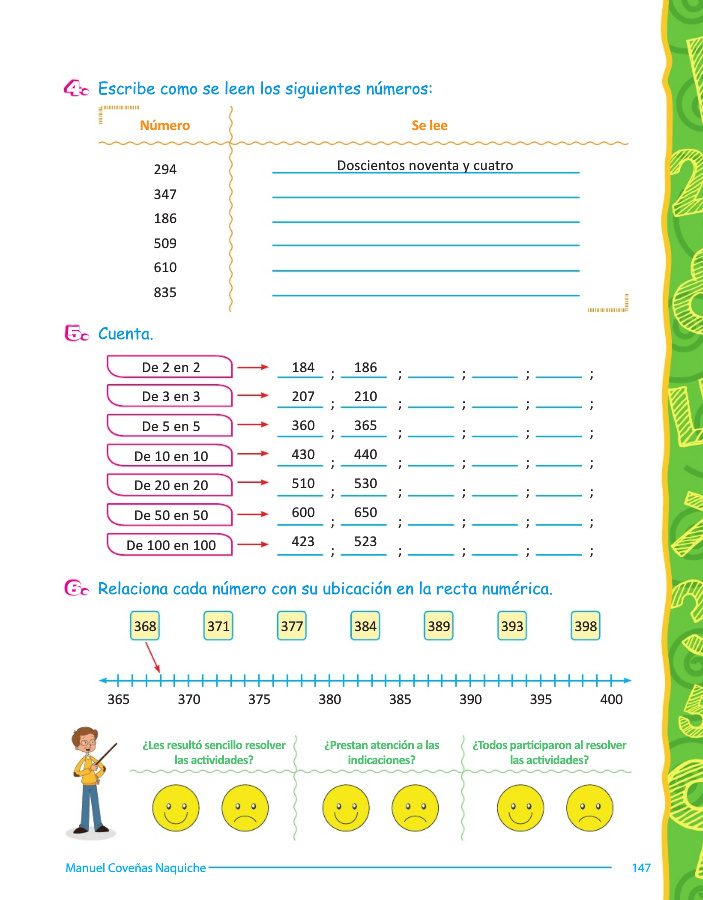 4. Escribe como se leen los siguientes números:
Número Se lee
294 Doscientos noventa y cuatro
347
186
509
610
835
5. Cuenta.
De 2 en 2 184 ; 186 ; ; ; ;
De 3 en 3 207 ; 210 ; ; ; ;
De 5 en 5 360 ; 365 ; ; ; ;
De 10 en 10 430 ; 440 ; ; ; ;
De 20 en 20 510 ; 530 ; ; ; ;
De 50 en 50 600 ; 650 ; ; ; ;
De 100 en 100 423 ; 523 ; ; ; ;
6. Relaciona cada número con su ubicación en la recta numérica.
368 371 377 384 389 393 398
365 370 375 380 385 390 395 400
¿Les resultó sencillo resolver las actividades?
¿Prestan atención a las indicaciones?
¿Todos participaron al resolver las actividades?
Manuel Coveñas Naquiche 147